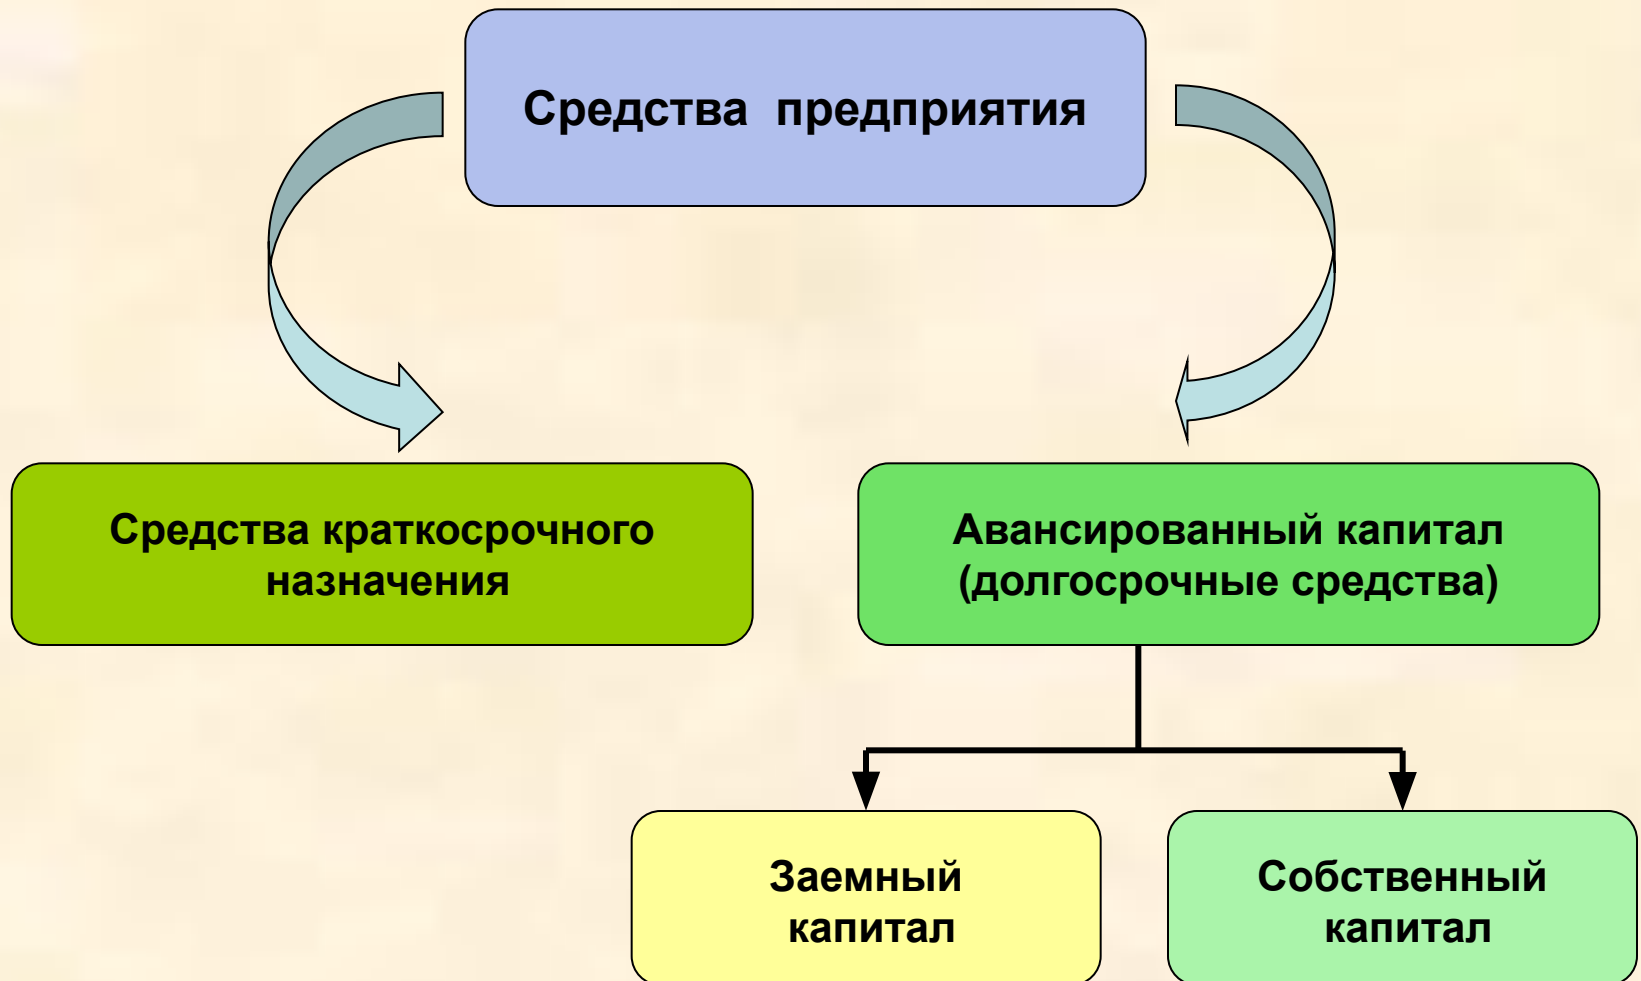 Средства предприятия
Средства краткосрочного
назначения
Авансированный капитал
(долгосрочные средства)
Заемный
капитал
Собственный
капитал